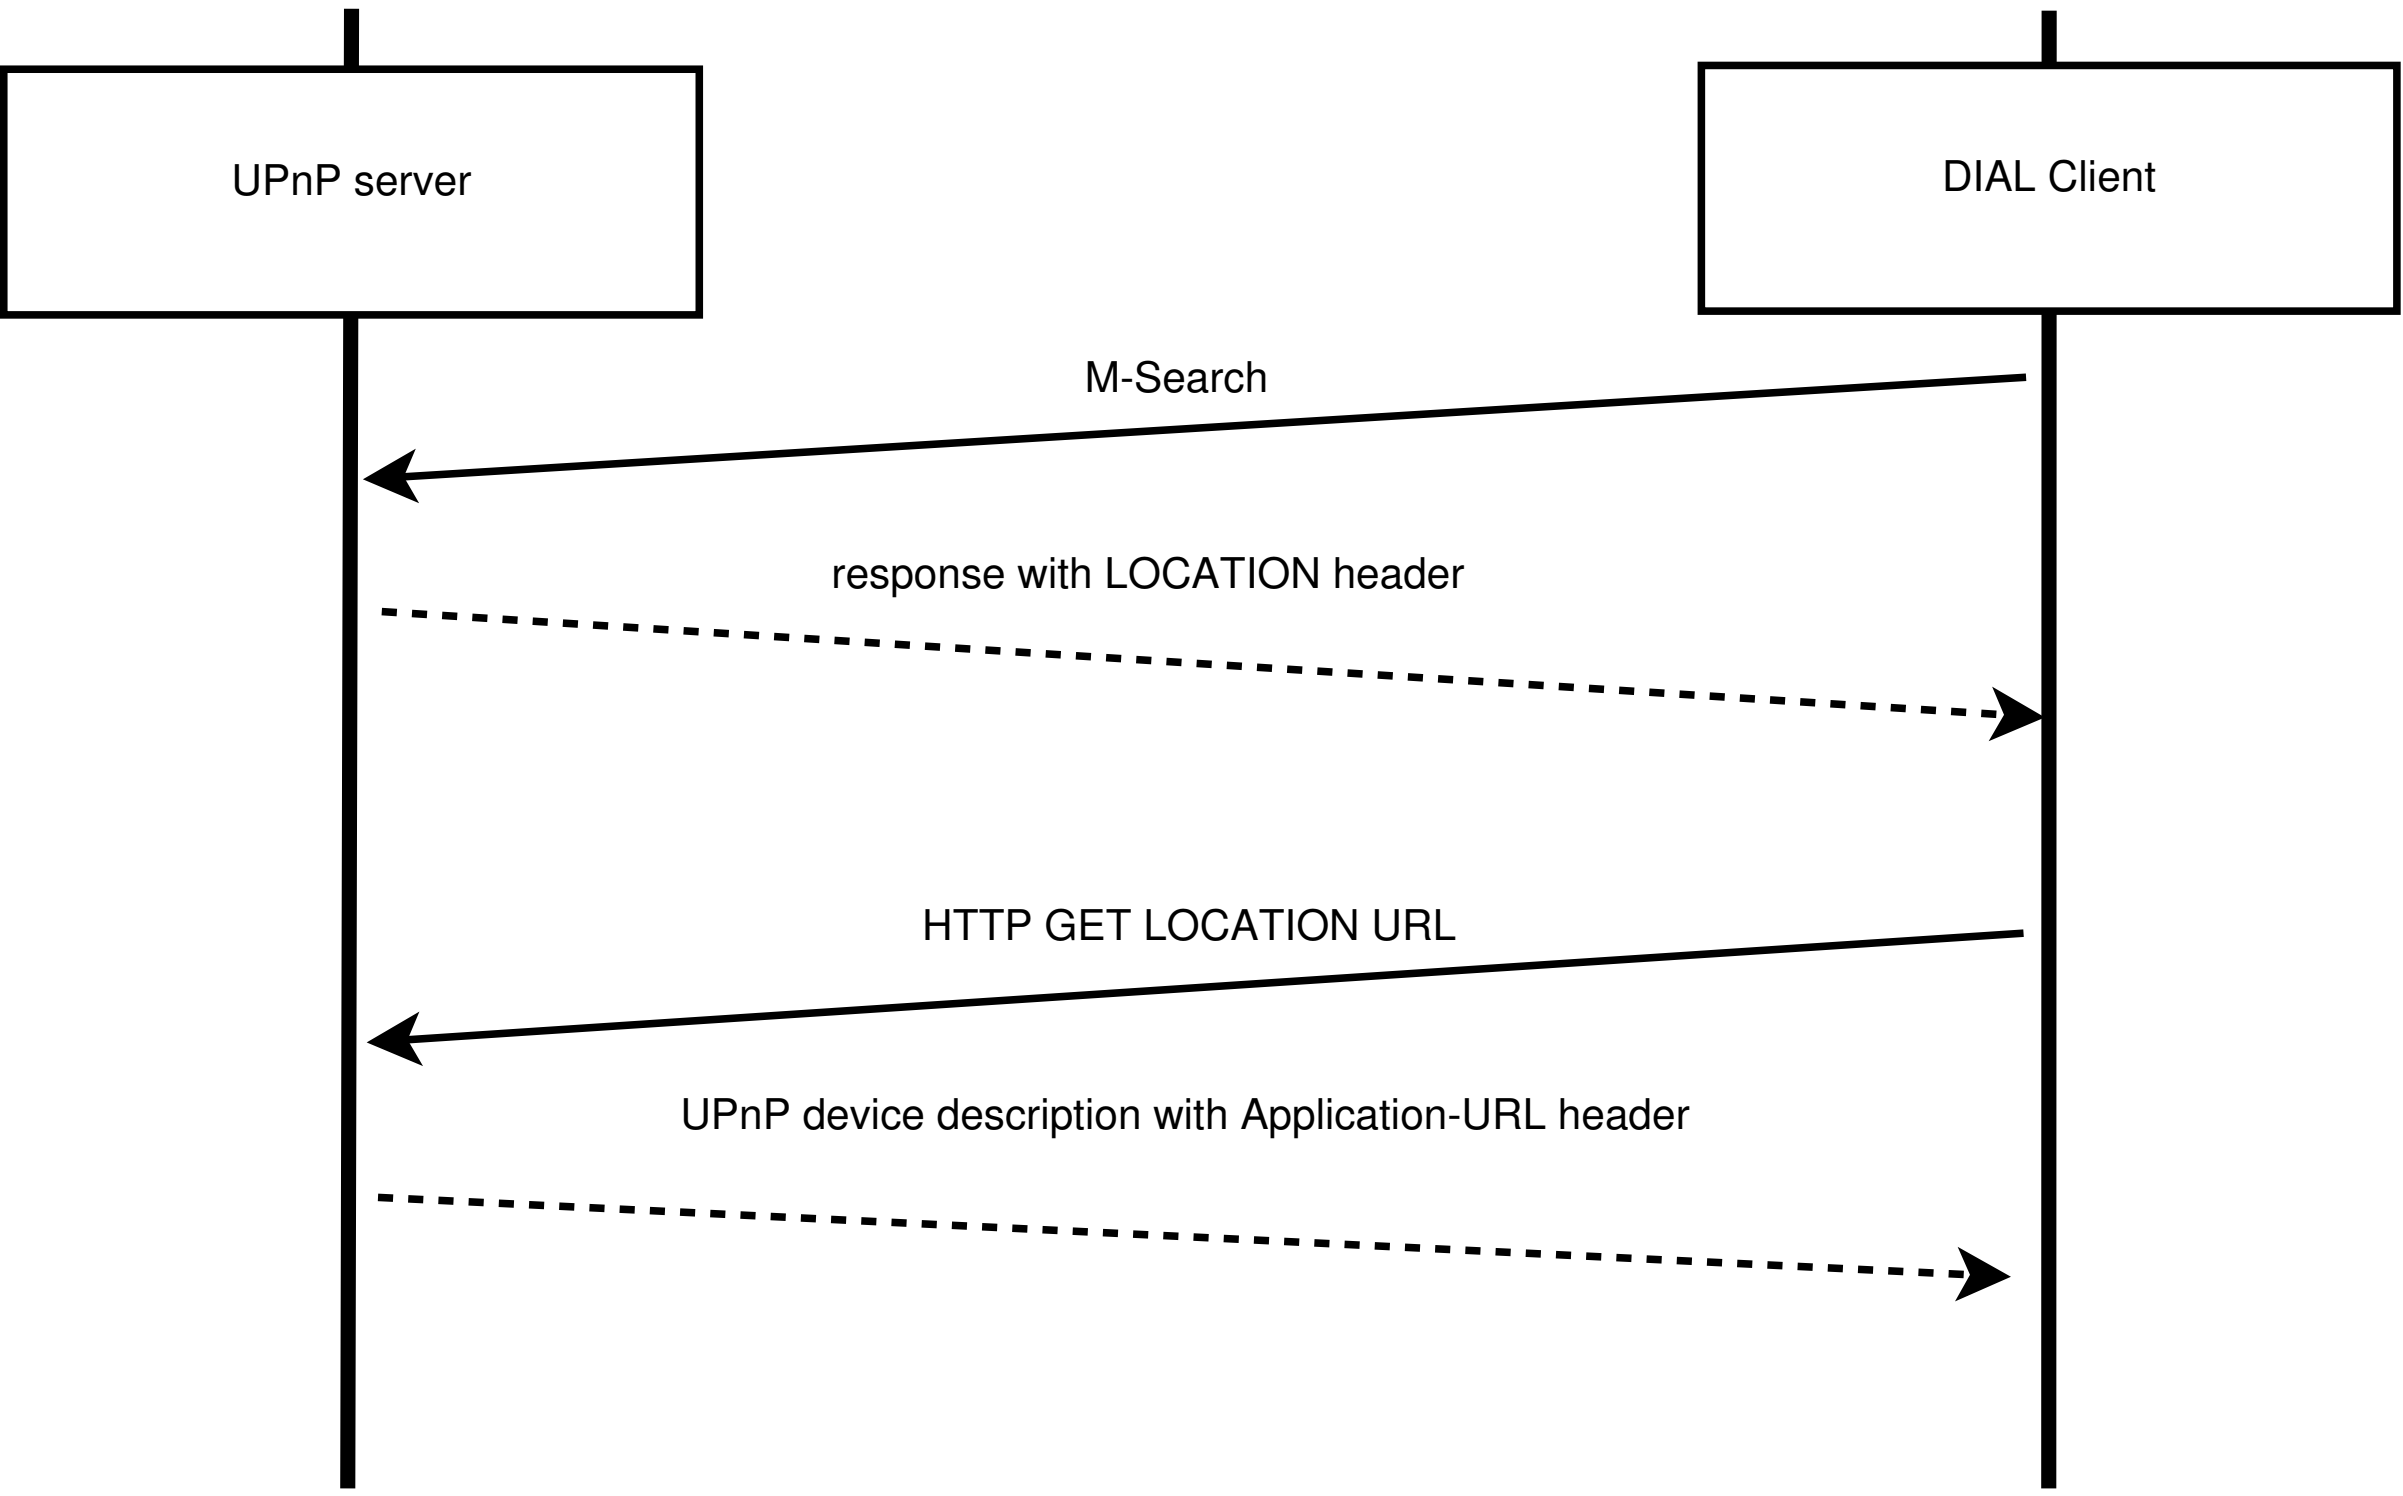 UPnP server
DIAL Client
M-Search
response with LOCATION header
HTTP GET LOCATION URL
UPnP device description with Application-URL header